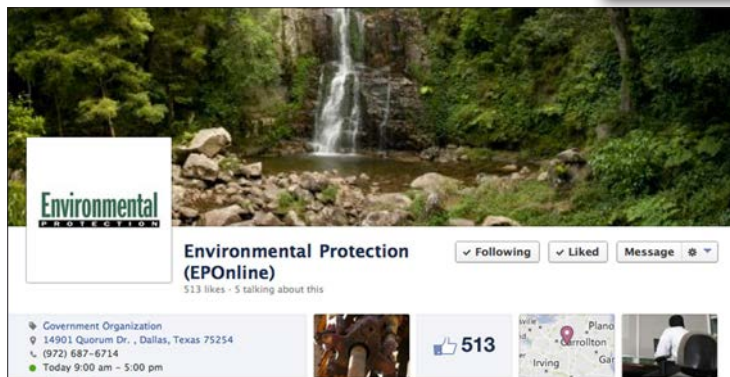 Environmental
PROTECTION
Environmental Protection
(EPOnline)
513 likes · 5 talking about this
✓ Following
✓ Liked
Message
Government Organization
14901 Quorum Dr. , Dallas, Texas 75254
(972) 687-6714
Today 9:00 am - 5:00 pm
513
Plano
Carrollton
Irving